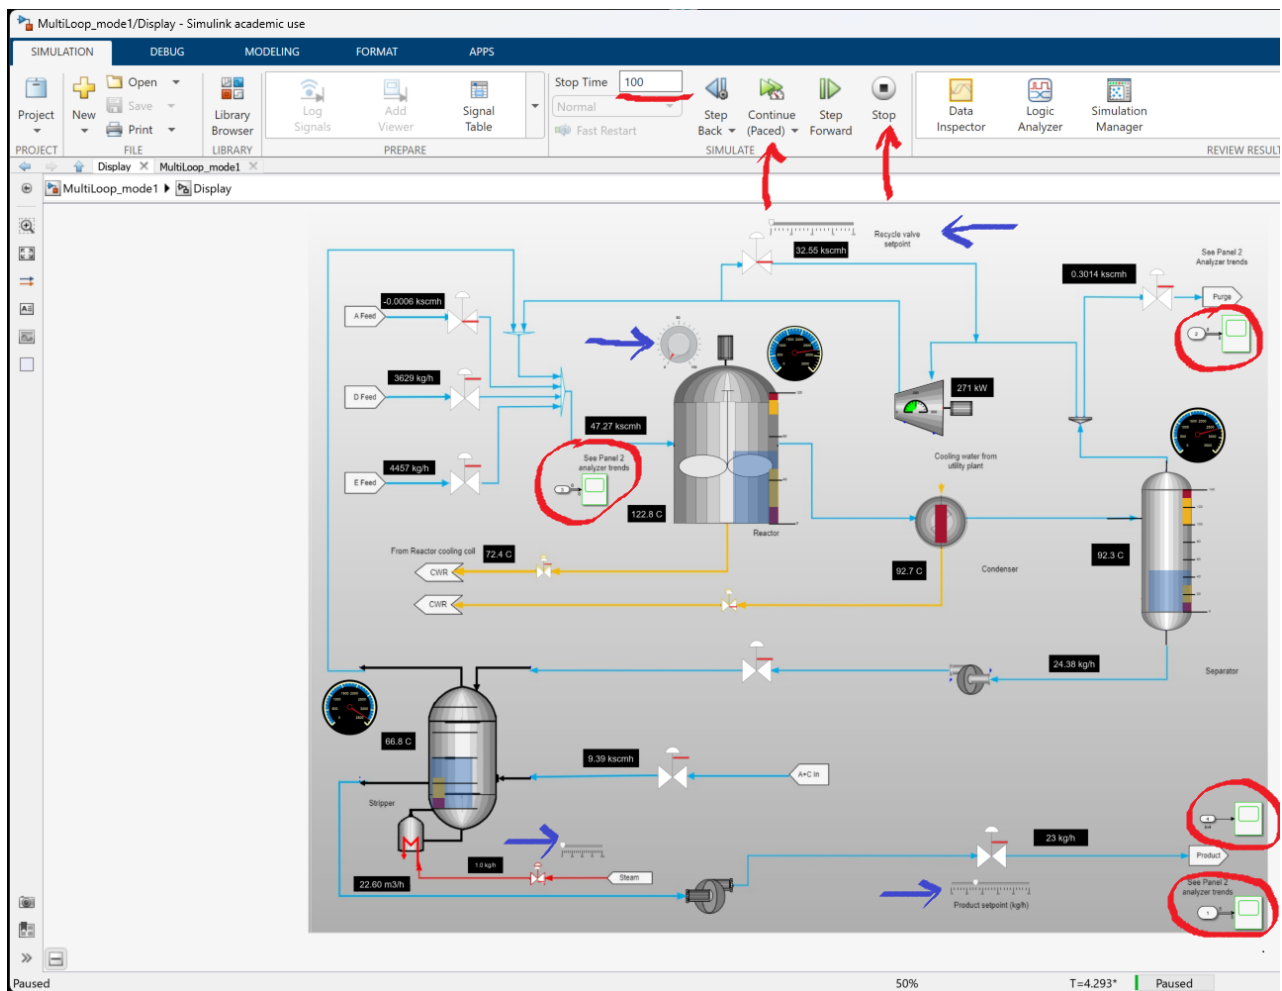 MultiLoop_mode1/Display - Simulink academic use
SIMULATION DEBUG MODELING FORMAT APPS
Project
New
Open
Save
Print
Library Browser
Log Signals
Add Viewer
Signal Table
Stop Time 100
Normal
Fast Restart
Step Back
Continue (Paced)
Step Forward
Stop
Data Inspector
Logic Analyzer
Simulation Manager
PROJECT FILE LIBRARY PREPARE SIMULATE REVIEW RESULT
Display MultiLoop_mode1
MultiLoop_mode1 Display
32.55 kscmh
Recycle valve
setpoint
See Panel 2
Analyzer trends
0.3014 kscmh
Purge
2
-0.0006 kscmh
A Feed
3629 kg/h
D Feed
4457 kg/h
E Feed
47.27 kscmh
See Panel 2
analyzer trends
122.8 C
Reactor
271 kW
Cooling water from
utility plant
92.7 C
Condenser
92.3 C
Separator
From Reactor cooling coil
72.4 C
CWR
CWR
24.38 kg/h
66.8 C
Stripper
9.39 kscmh
A+C In
1.0 kg/h
Steam
22.60 m3/h
23 kg/h
Product
Product setpoint (kg/h)
4
See Panel 2
analyzer trends
1
Paused 50% T=4.293* Paused